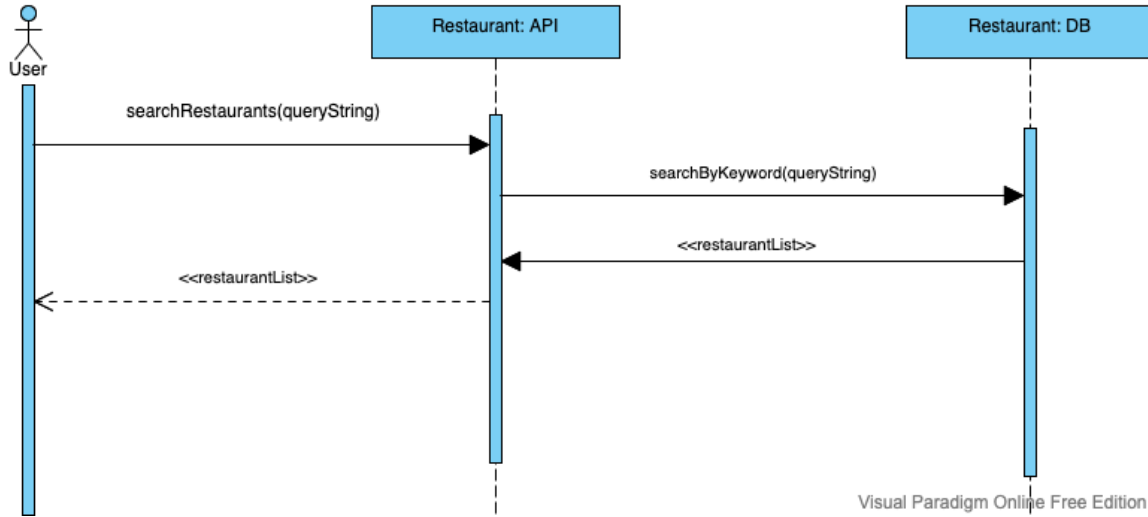 Restaurant: API
Restaurant: DB
User
searchRestaurants(queryString)
searchByKeyword(queryString)
<<restaurantList>>
<<restaurantList>>
Visual Paradigm Online Free Edition